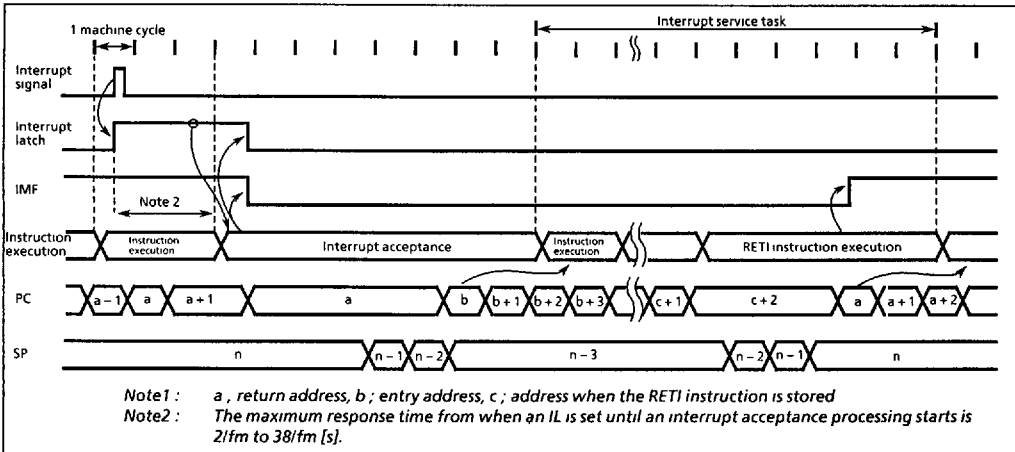 Interrupt service task
1 machine cycle
Interrupt signal
Interrupt latch
IMF
Note 2
Instruction execution
Instruction execution
Interrupt acceptance
Instruction execution
RETI instruction execution
PC
a – 1
a
a + 1
a
b
b + 1
b + 2
b + 3
c + 1
c + 2
a
a + 1
a + 2
SP
n
n – 1
n – 2
n – 3
n – 2
n – 1
n
Note1 : a , return address, b ; entry address, c ; address when the RETI instruction is stored
Note2 : The maximum response time from when an IL is set until an interrupt acceptance processing starts is
2/fm to 38/fm [s].